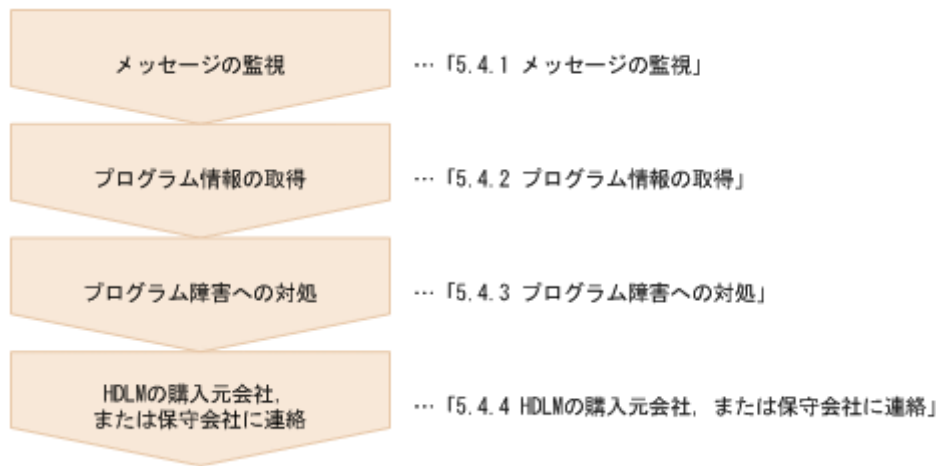 メッセージの監視 … 「5.4.1 メッセージの監視」
プログラム情報の取得 … 「5.4.2 プログラム情報の取得」
プログラム障害への対処 … 「5.4.3 プログラム障害への対処」
HDLMの購入元会社,
または保守会社に連絡 … 「5.4.4 HDLMの購入元会社, または保守会社に連絡」